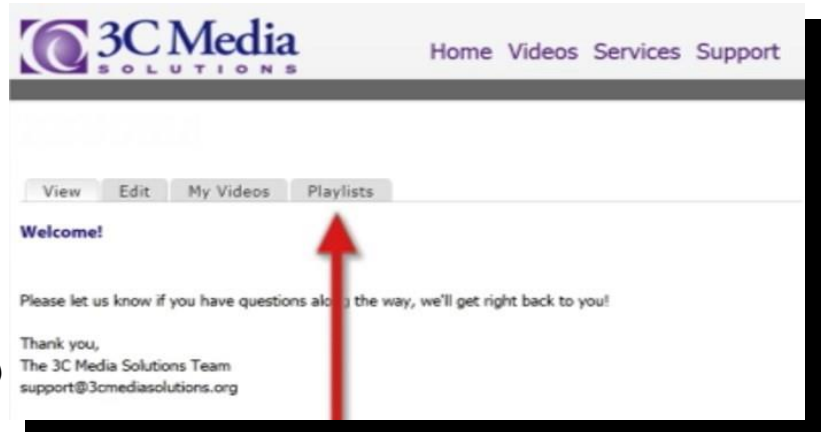 3C Media
SOLUTIONS
Home Videos Services Support
View Edit My Videos Playlists
Welcome!
Please let us know if you have questions the way, we'll get right back to you!
Thank you,
The 3C Media Solutions Team
support@3cmediasolutions.org
)